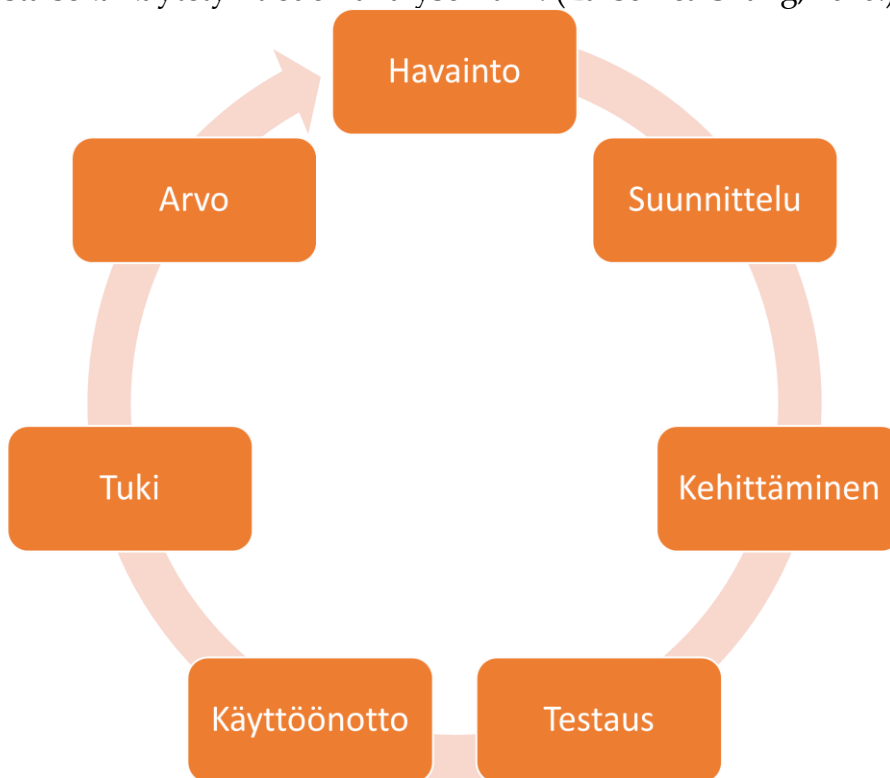 Havainto
Suunnittelu
Kehittäminen
Testaus
Käyttöönotto
Tuki
Arvo